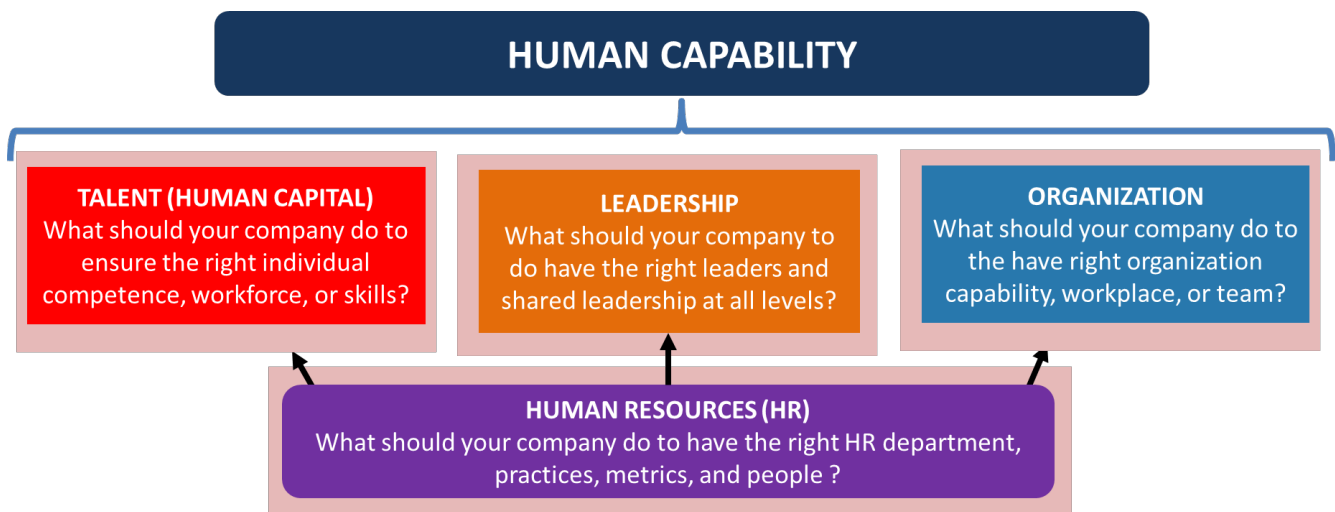 HUMAN CAPABILITY
TALENT (HUMAN CAPITAL)
What should your company do to
ensure the right individual
competence, workforce, or skills?
LEADERSHIP
What should your company to
do have the right leaders and
shared leadership at all levels?
ORGANIZATION
What should your company do to
the have right organization
capability, workplace, or team?
HUMAN RESOURCES (HR)
What should your company do to have the right HR department,
practices, metrics, and people ?